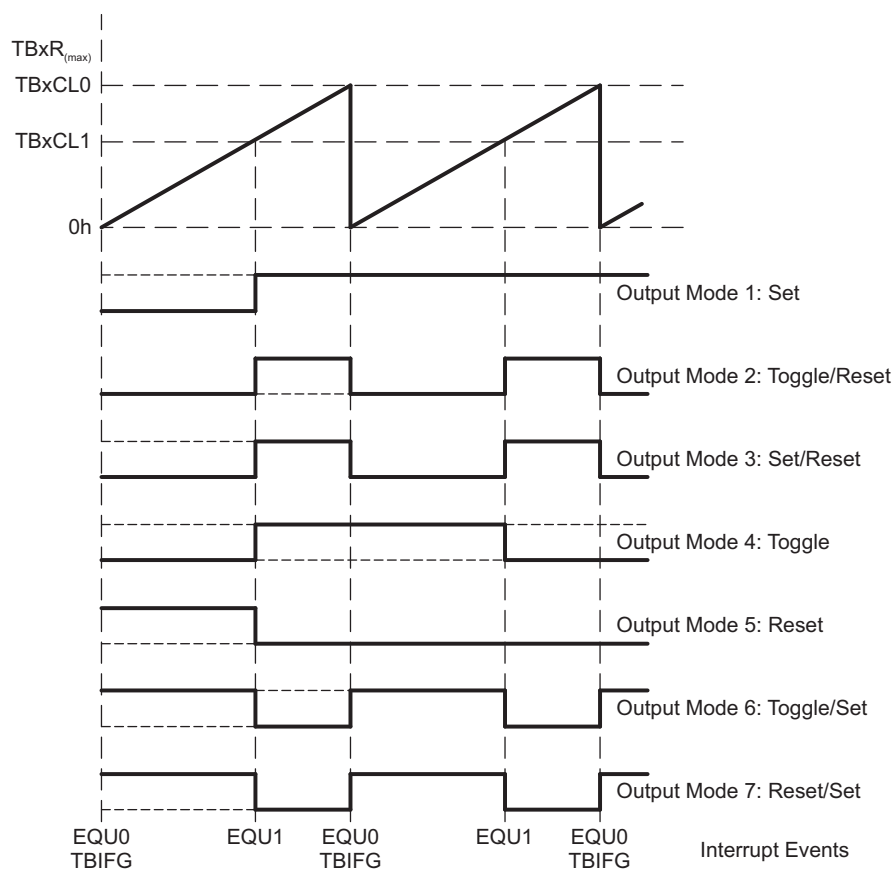 TBxR(max)
TBxCL0
TBxCL1
0h
Output Mode 1: Set
Output Mode 2: Toggle/Reset
Output Mode 3: Set/Reset
Output Mode 4: Toggle
Output Mode 5: Reset
Output Mode 6: Toggle/Set
Output Mode 7: Reset/Set
EQU0 EQU1 EQU0 EQU1 EQU0
TBIFG TBIFG TBIFG
Interrupt Events